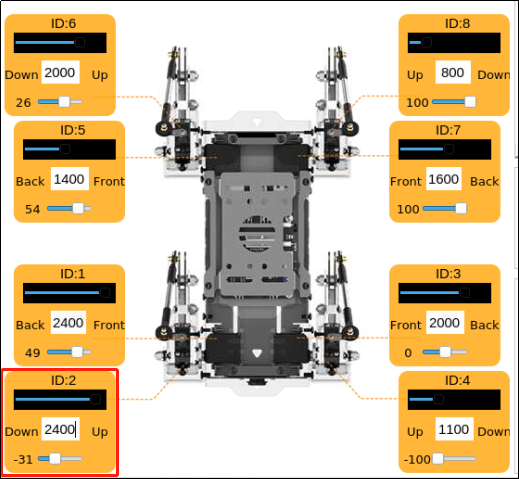 ID:6
Down 2000 Up
26
ID:8
Up 800 Down
100
ID:5
Back 1400 Front
54
ID:7
Front 1600 Back
100
ID:1
Back 2400 Front
49
ID:3
Front 2000 Back
0
ID:2
Down 2400 Up
-31
ID:4
Up 1100 Down
-100